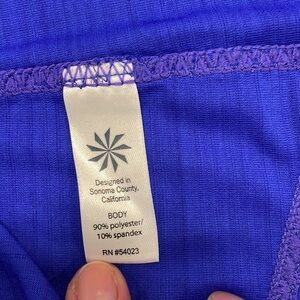 Designed in
Sonoma County,
California
BODY
90% polyester/
10% spandex
RN #54023